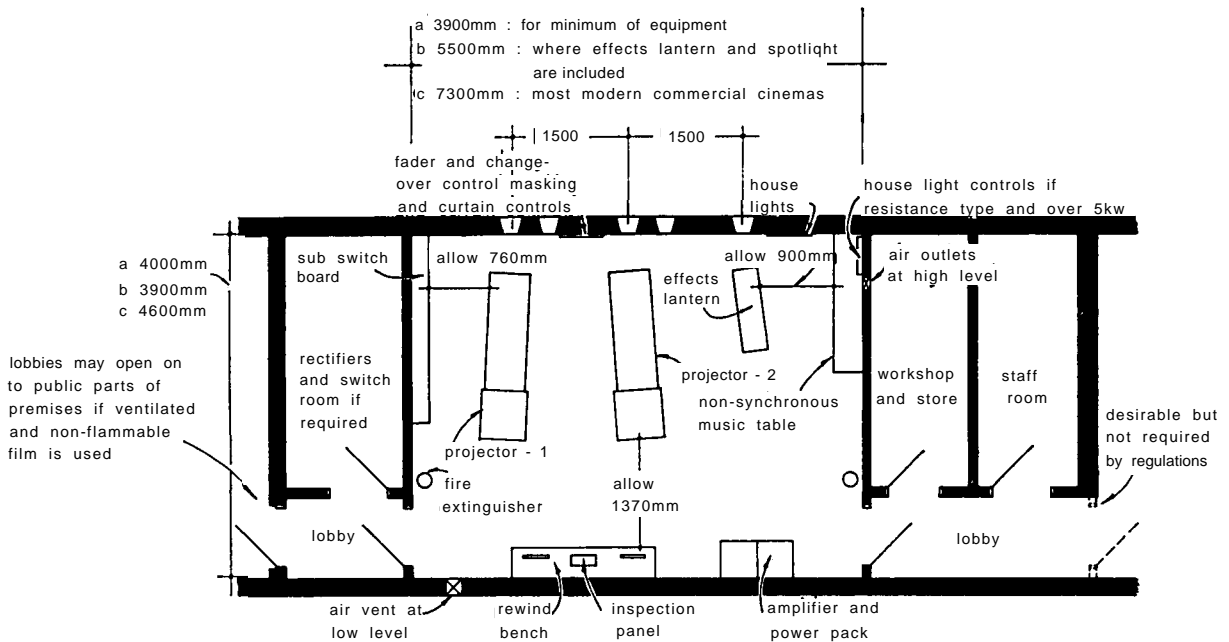 a 3900mm : for minimum of equipment
b 5500mm : where effects lantern and spotliqht
are included
c 7300mm : most modern commercial cinemas
1500
1500
fader and change-
over control masking
and curtain controls
house
lights
house light controls if
resistance type and over 5kw
a 4000mm
b 3900mm
c 4600mm
sub switch
board
allow 760mm
allow 900mm
air outlets
at high level
effects
lantern
lobbies may open on
to public parts of
premises if ventilated
and non-flammable
film is used
rectifiers
and switch
room if
required
projector - 2
non-synchronous
music table
workshop
and store
staff
room
desirable but
not required
by regulations
projector - 1
fire
extinguisher
allow
1370mm
lobby
lobby
air vent at
low level
rewind
bench
inspection
panel
amplifier and
power pack